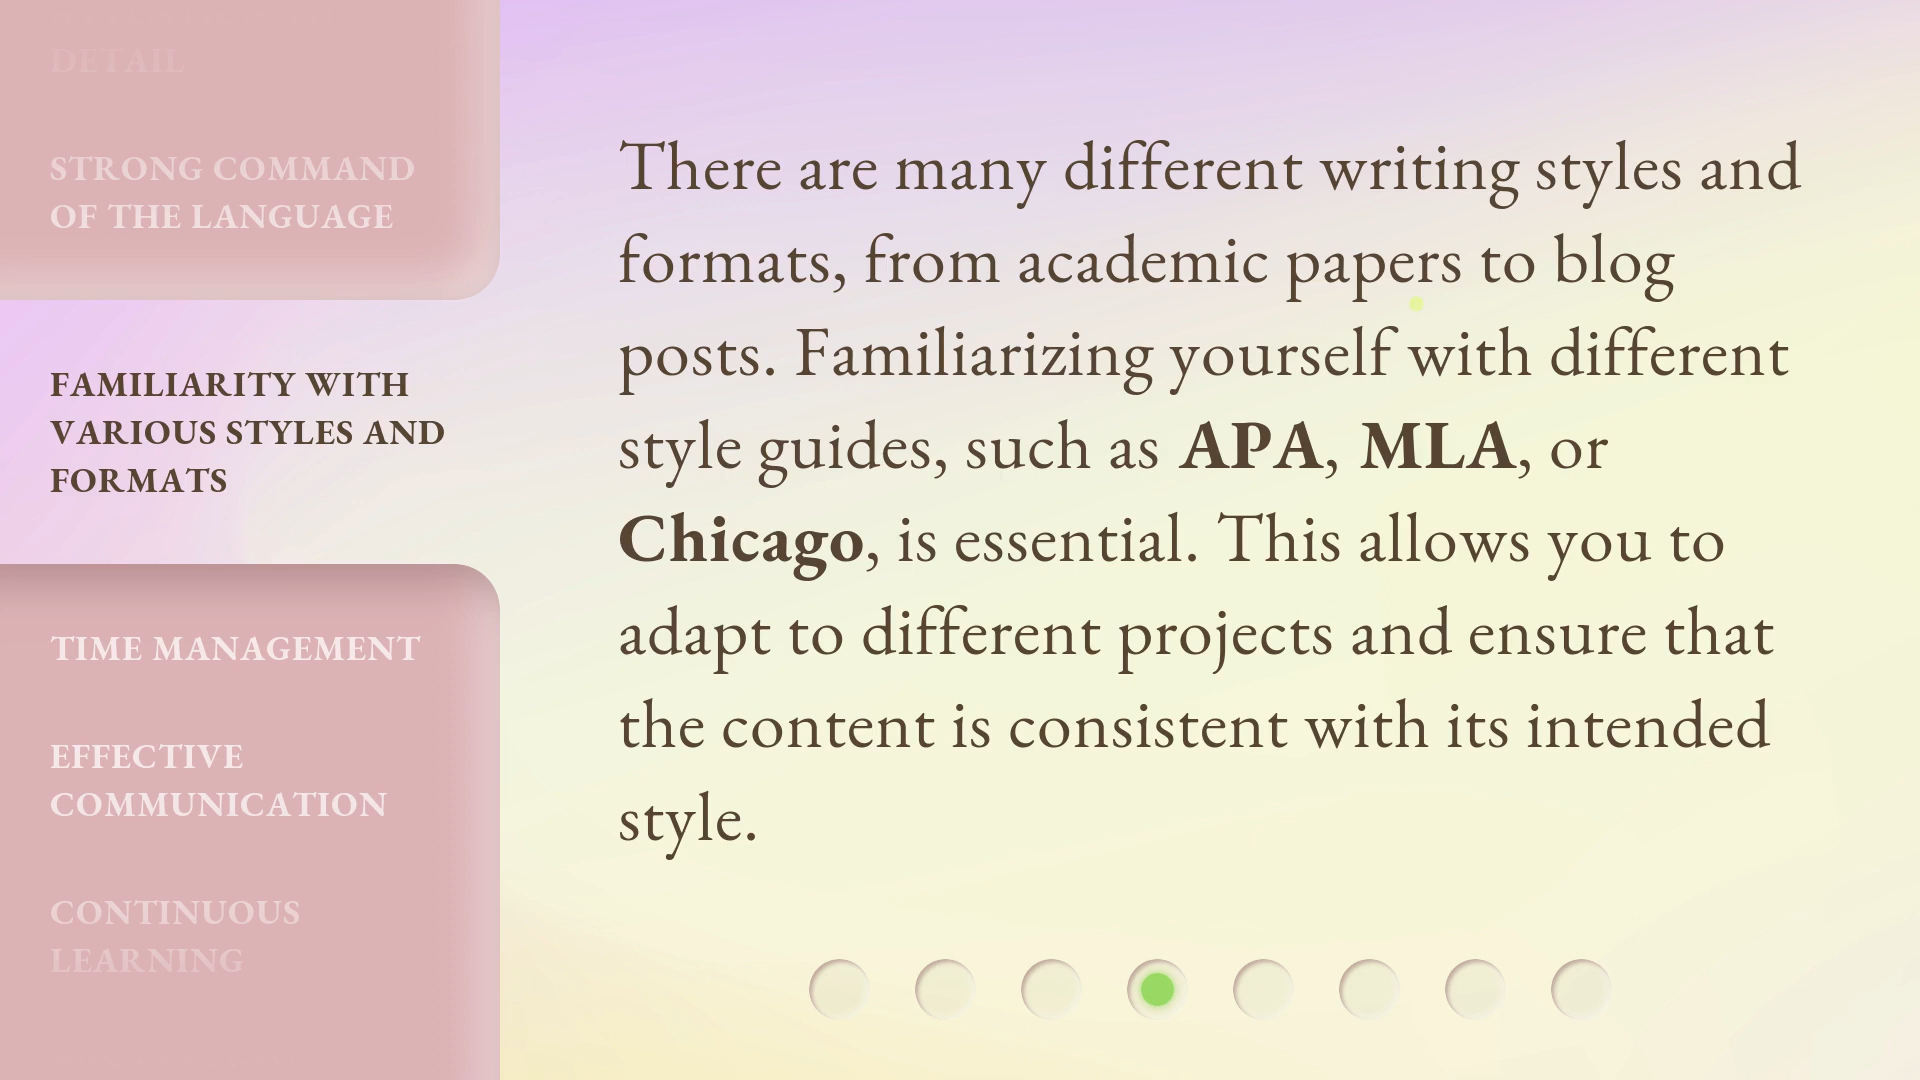 DETAIL
STRONG COMMAND
OF THE LANGUAGE
FAMILIARITY WITH
VARIOUS STYLES AND
FORMATS
TIME MANAGEMENT
EFFECTIVE
COMMUNICATION
CONTINUOUS
LEARNING
There are many different writing styles and
formats, from academic papers to blog
posts. Familiarizing yourself with different
style guides, such as APA, MLA, or
Chicago, is essential. This allows you to
adapt to different projects and ensure that
the content is consistent with its intended
style.